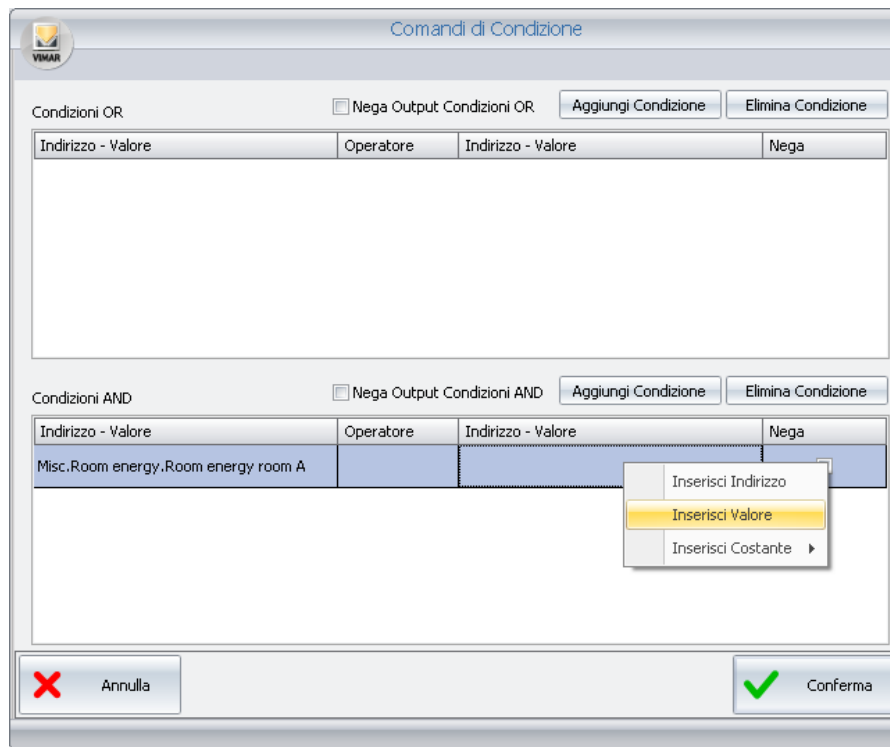 Comandi di Condizione
VIMAR
Condizioni OR
Nega Output Condizioni OR
Aggiungi Condizione
Elimina Condizione
Indirizzo - Valore
Operatore
Indirizzo - Valore
Nega
Condizioni AND
Nega Output Condizioni AND
Aggiungi Condizione
Elimina Condizione
Indirizzo - Valore
Operatore
Indirizzo - Valore
Nega
Misc.Room energy.Room energy room A
Inserisci Indirizzo
Inserisci Valore
Inserisci Costante
Annulla
Conferma